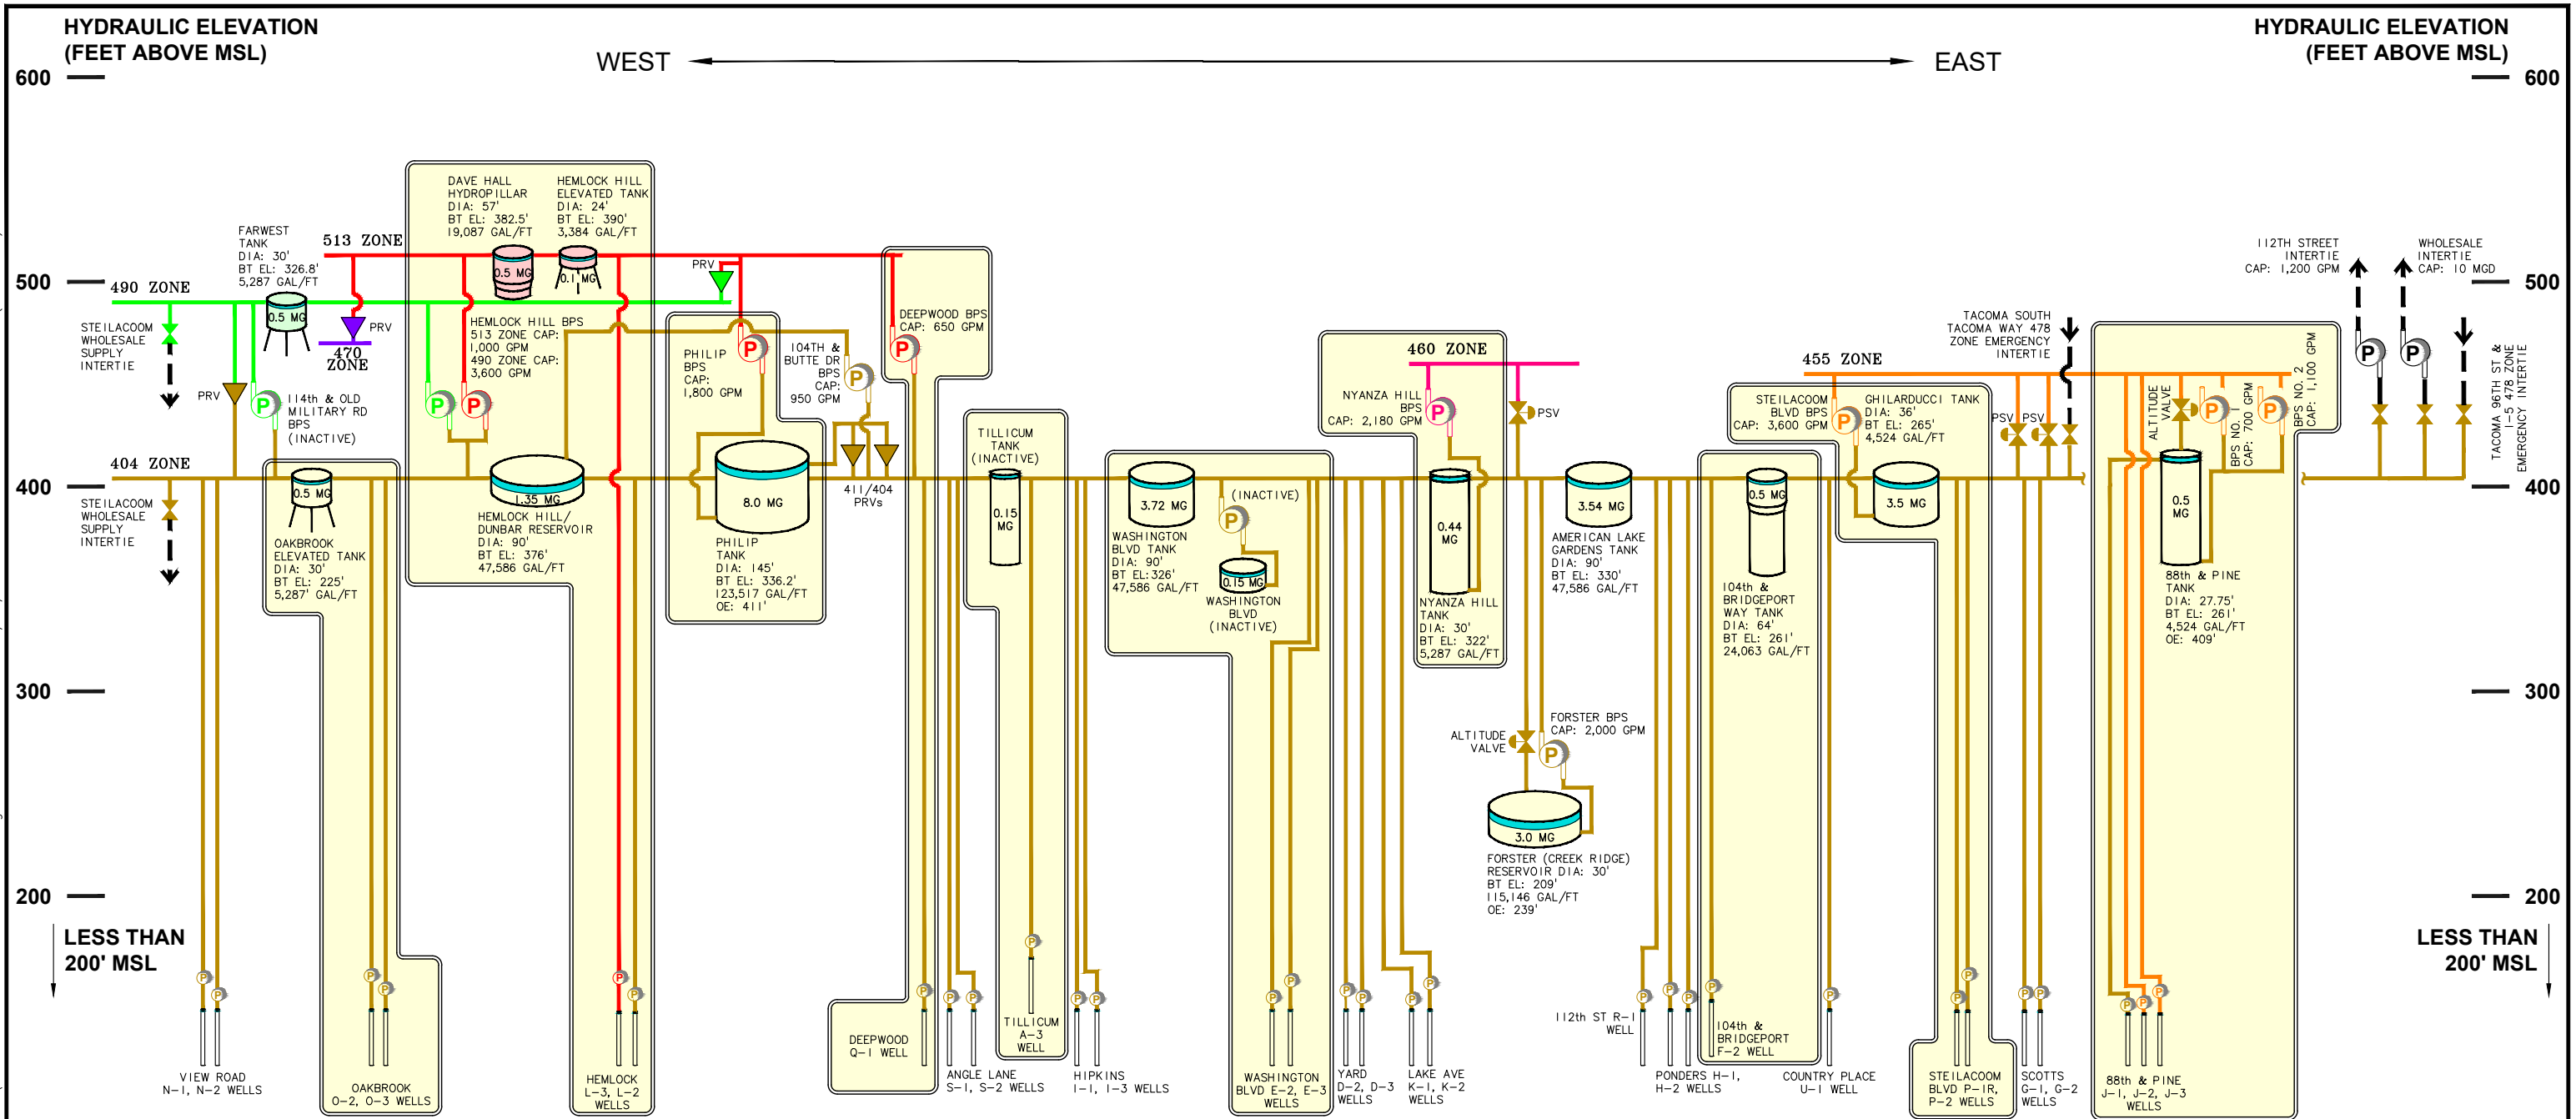 HYDRAULIC ELEVATION
(FEET ABOVE MSL)
WEST
EAST
HYDRAULIC ELEVATION
(FEET ABOVE MSL)
600
500
400
300
200
LESS THAN
200' MSL
600
500
400
300
200
LESS THAN
200' MSL
490 ZONE
STEILACOOM
WHOLESALE
SUPPLY
INTERTIE
404 ZONE
STEILACOOM
WHOLESALE
SUPPLY
INTERTIE
PRV
FARWEST
TANK
DIA: 30'
BT EL: 326.8'
5,287 GAL/FT
0.5 MG
P
114th & OLD
MILITARY RD
BPS
(INACTIVE)
513 ZONE
PRV
470
ZONE
DAVE HALL
HYDROPILLAR
DIA: 57'
BT EL: 382.5'
19,087 GAL/FT
0.5 MG
HEMLOCK HILL
ELEVATED TANK
DIA: 24'
BT EL: 390'
3,384 GAL/FT
0.1 MG
HEMLOCK HILL BPS
513 ZONE CAP:
1,000 GPM
490 ZONE CAP:
3,600 GPM
P
P
0.5 MG
OAKBROOK
ELEVATED TANK
DIA: 30'
BT EL: 225'
5,287' GAL/FT
1.35 MG
HEMLOCK HILL/
DUNBAR RESERVOIR
DIA: 90'
BT EL: 376'
47,586 GAL/FT
PRV
PHILIP
BPS
CAP:
1,800 GPM
P
104TH &
BUTTE DR
BPS
CAP:
950 GPM
P
8.0 MG
PHILIP
TANK
DIA: 145'
BT EL: 336.2'
123,517 GAL/FT
OE: 411'
411/404
PRVs
DEEPWOOD BPS
CAP: 650 GPM
P
TILLICUM
TANK
(INACTIVE)
0.15
MG
3.72 MG
WASHINGTON
BLVD TANK
DIA: 90'
BT EL:326'
47,586 GAL/FT
(INACTIVE)
P
0.15 MG
WASHINGTON
BLVD
(INACTIVE)
460 ZONE
NYANZA HILL
BPS
CAP: 2,180 GPM
P
PSV
0.44
MG
NYANZA HILL
TANK
DIA: 30'
BT EL: 322'
5,287 GAL/FT
3.54 MG
AMERICAN LAKE
GARDENS TANK
DIA: 90'
BT EL: 330'
47,586 GAL/FT
ALTITUDE
VALVE
FORSTER BPS
CAP: 2,000 GPM
P
3.0 MG
FORSTER (CREEK RIDGE)
RESERVOIR DIA: 30'
BT EL: 209'
115,146 GAL/FT
OE: 239'
0.5 MG
104th &
BRIDGEPORT
WAY TANK
DIA: 64'
BT EL: 261'
24,063 GAL/FT
455 ZONE
STEILACOOM
BLVD BPS
CAP: 3,600 GPM
P
GHILARDUCCI TANK
DIA: 36'
BT EL: 265'
4,524 GAL/FT
3.5 MG
TACOMA SOUTH
TACOMA WAY 478
ZONE EMERGENCY
INTERTIE
PSV
PSV
ALTITUDE
VALVE
P
BPS NO. 1
CAP: 700 GPM
P
BPS NO. 2
CAP: 1,100 GPM
0.5
MG
88th & PINE
TANK
DIA: 27.75'
BT EL: 261'
4,524 GAL/FT
OE: 409'
112TH STREET
INTERTIE
CAP: 1,200 GPM
P
WHOLESALE
INTERTIE
CAP: 10 MGD
P
TACOMA 96TH ST &
I-5 478 ZONE
EMERGENCY INTERTIE
P
P
VIEW ROAD
N-1, N-2 WELLS
P
P
OAKBROOK
O-2, O-3 WELLS
P
P
HEMLOCK
L-3, L-2
WELLS
P
DEEPWOOD
Q-1 WELL
P
P
ANGLE LANE
S-1, S-2 WELLS
P
TILLICUM
A-3
WELL
P
P
HIPKINS
I-1, I-3 WELLS
P
P
WASHINGTON
BLVD E-2, E-3
WELLS
P
P
YARD
D-2, D-3
WELLS
P
P
LAKE AVE
K-1, K-2
WELLS
P
112th ST R-1
WELL
P
P
PONDERS H-1,
H-2 WELLS
P
104th &
BRIDGEPORT
F-2 WELL
P
COUNTRY PLACE
U-1 WELL
P
P
STEILACOOM
BLVD P-1R,
P-2 WELLS
P
P
SCOTTS
G-1, G-2
WELLS
P
P
P
88th & PINE
J-1, J-2, J-3
WELLS